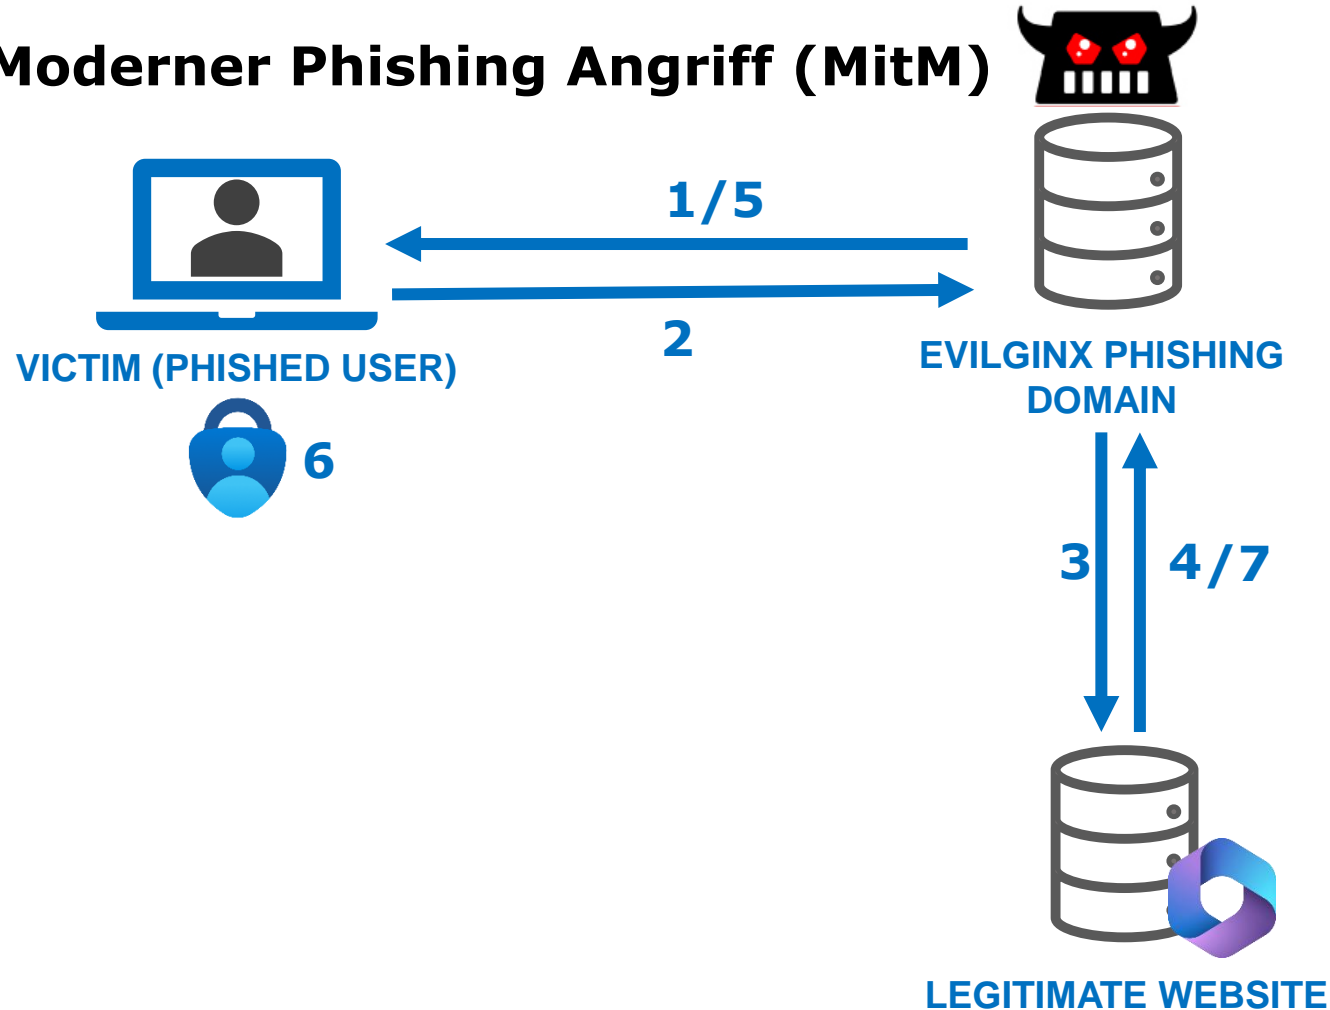 Moderner Phishing Angriff (MitM)
1/5
2
VICTIM (PHISHED USER)
EVILGINX PHISHING
DOMAIN
6
3
4/7
LEGITIMATE WEBSITE